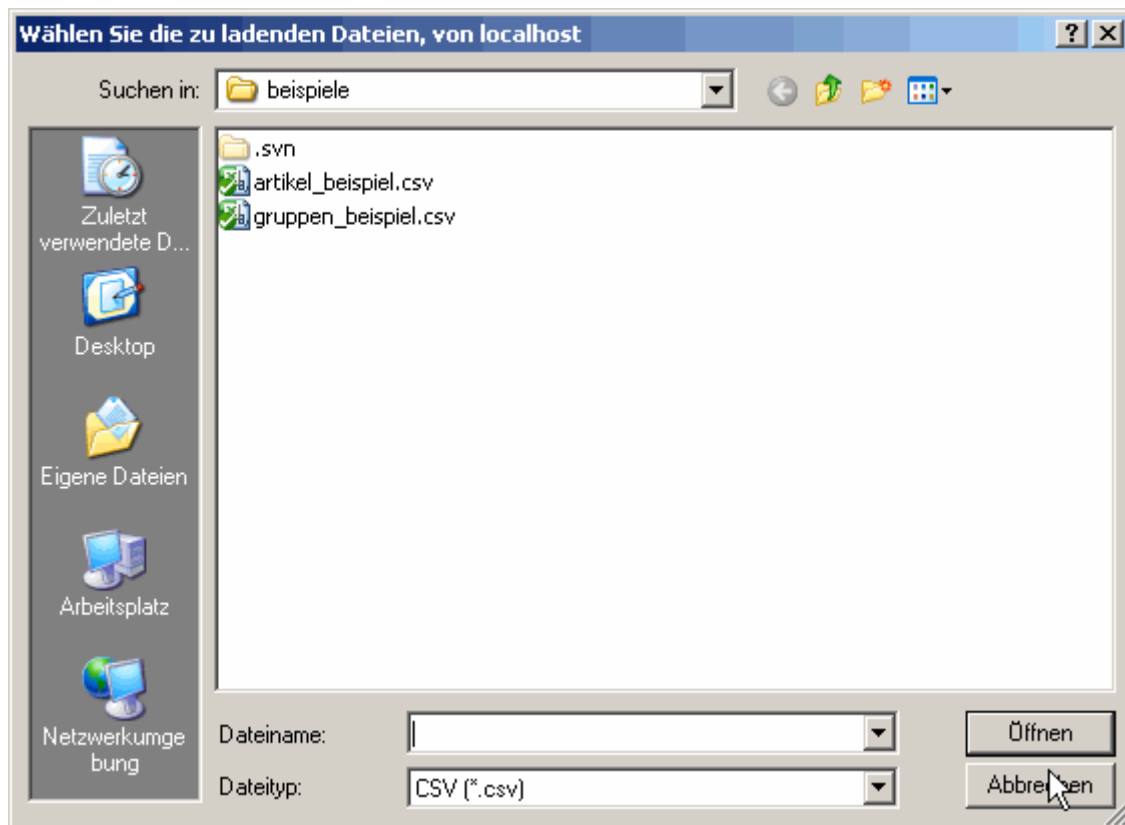 Wählen Sie die zu ladenden Dateien, von localhost
Suchen in:
beispiele
.svn
artikel_beispiel.csv
gruppen_beispiel.csv
Zuletzt
verwendete D...
Desktop
Eigene Dateien
Arbeitsplatz
Netzwerkumge
bung
Dateiname:
Öffnen
Dateityp:
CSV (*.csv)
Abbrechen